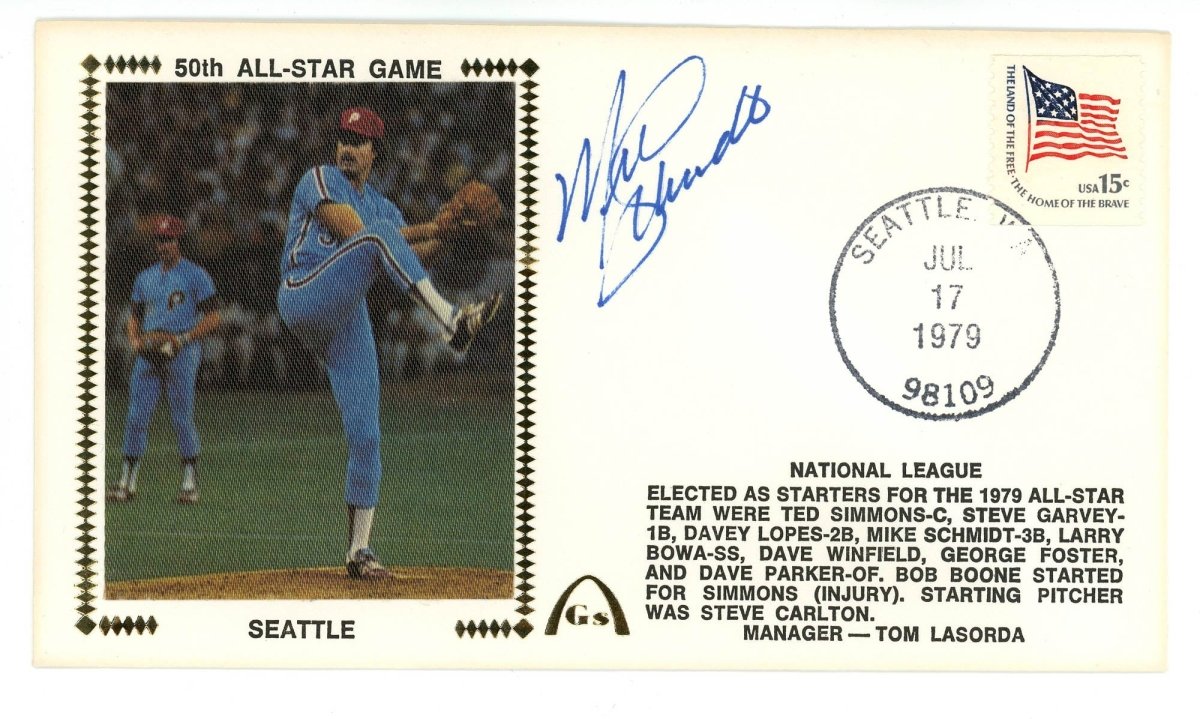 50th ALL-STAR GAME
P
P
SEATTLE
Mike Schmidt
THE LAND OF THE FREE·THE HOME OF THE BRAVE
USA 15c
SEATTLE, WA
JUL
17
1979
98109
Gs
NATIONAL LEAGUE
ELECTED AS STARTERS FOR THE 1979 ALL-STAR
TEAM WERE TED SIMMONS-C, STEVE GARVEY-
1B, DAVEY LOPES-2B, MIKE SCHMIDT-3B, LARRY
BOWA-SS, DAVE WINFIELD, GEORGE FOSTER,
AND DAVE PARKER-OF. BOB BOONE STARTED
FOR SIMMONS (INJURY). STARTING PITCHER
WAS STEVE CARLTON.
MANAGER — TOM LASORDA